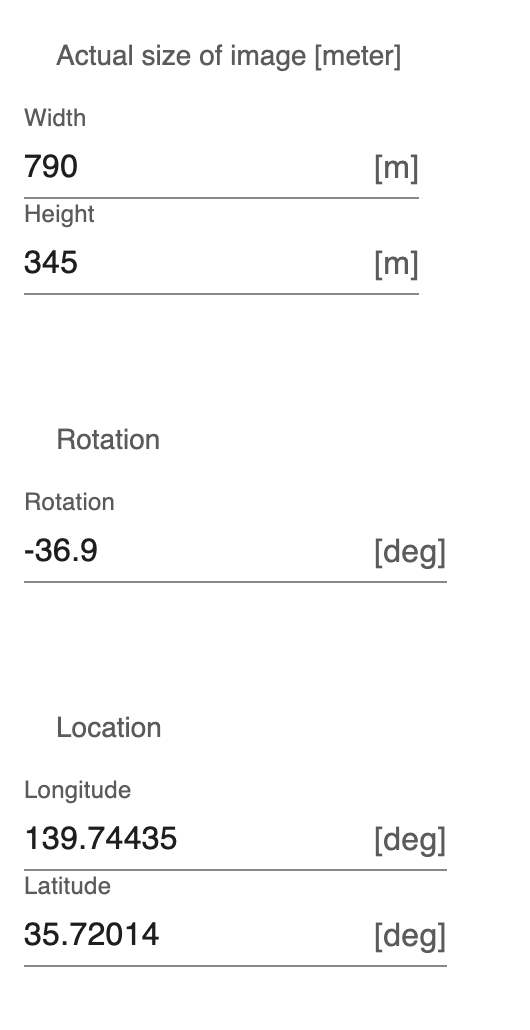 Actual size of image [meter]
Width
790 [m]
Height
345 [m]
Rotation
Rotation
-36.9 [deg]
Location
Longitude
139.74435 [deg]
Latitude
35.72014 [deg]